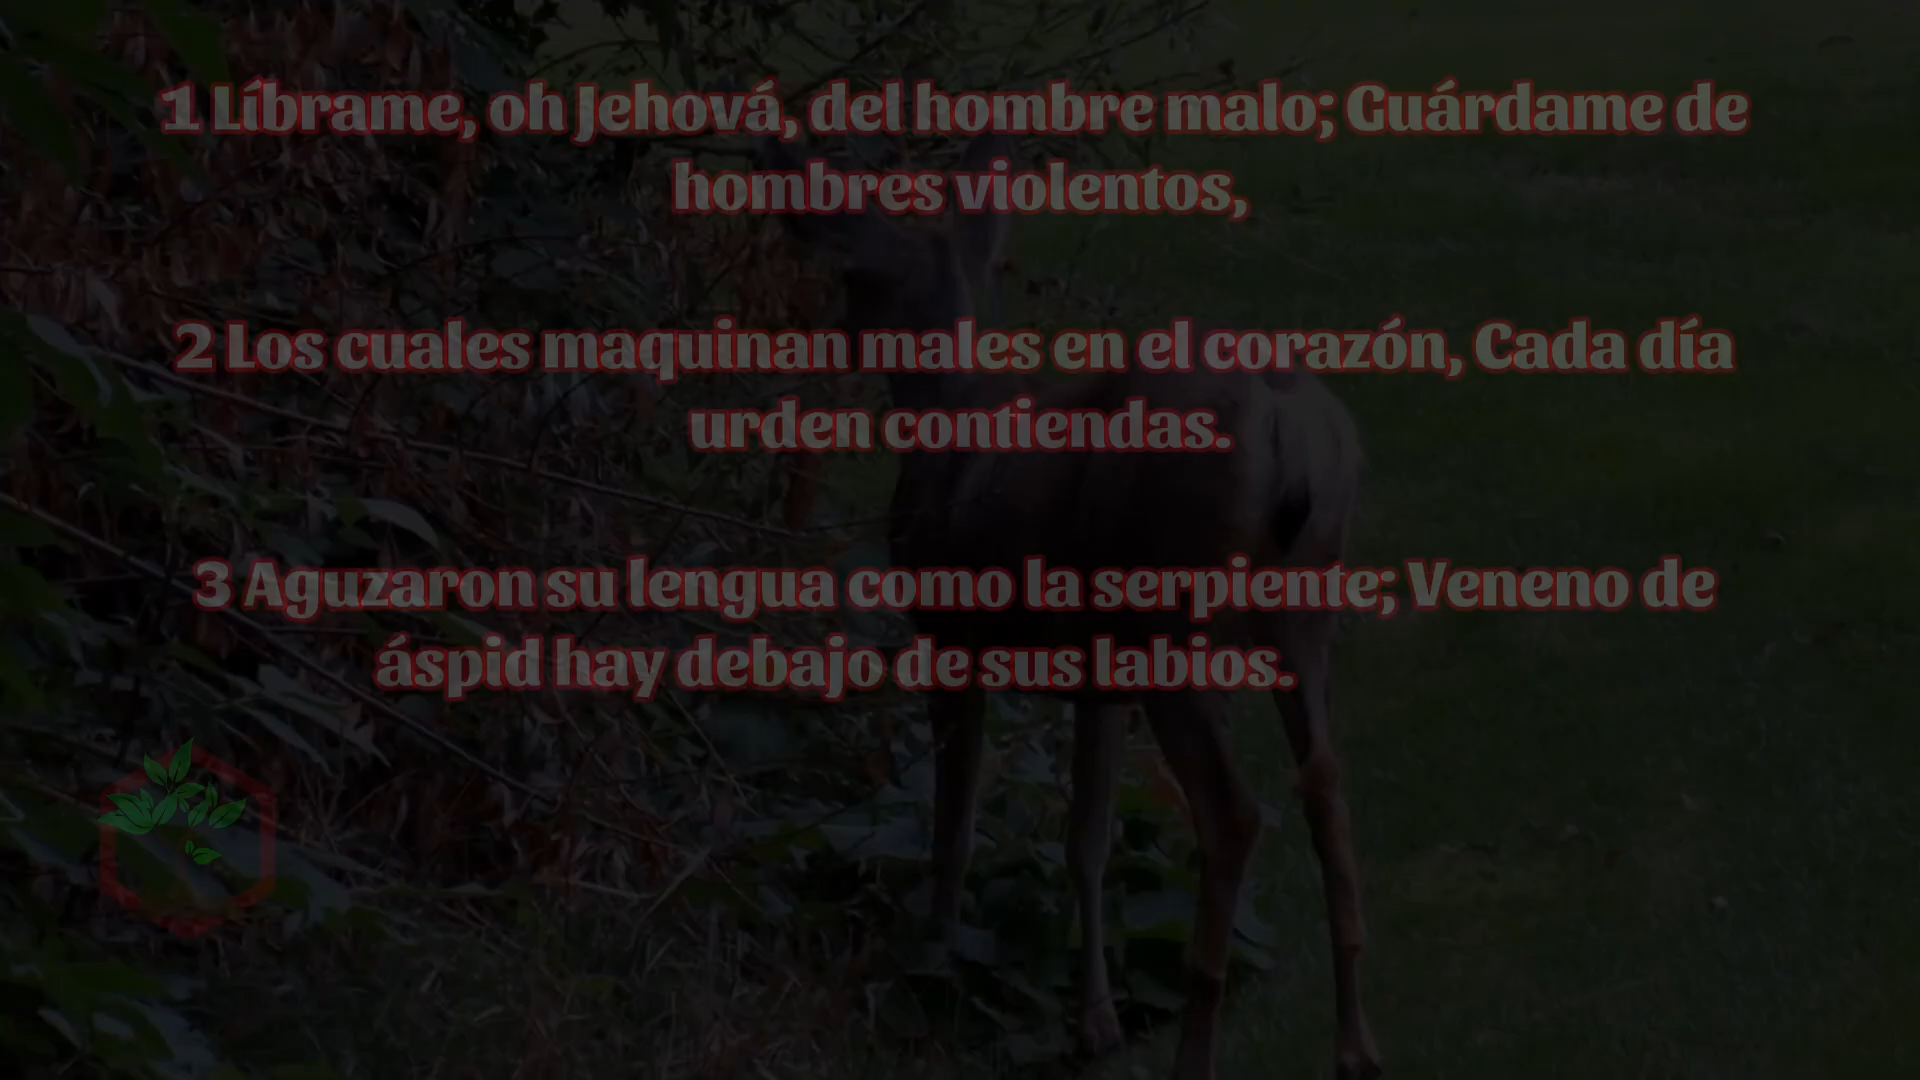 1 Líbrame, oh Jehová, del hombre malo; Guárdame de
hombres violentos,
2 Los cuales maquinan males en el corazón, Cada día
urden contiendas.
3 Aguzaron su lengua como la serpiente; Veneno de
áspid hay debajo de sus labios.